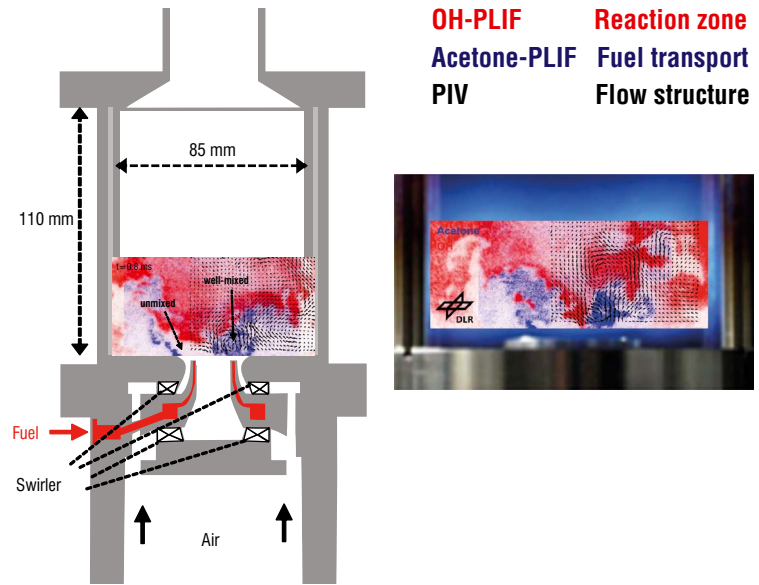 OH-PLIF Reaction zone
Acetone-PLIF Fuel transport
PIV Flow structure
85 mm
110 mm
t=0.8 ms
well-mixed
unmixed
Acetone
OH
DLR
Fuel
Swirler
Air